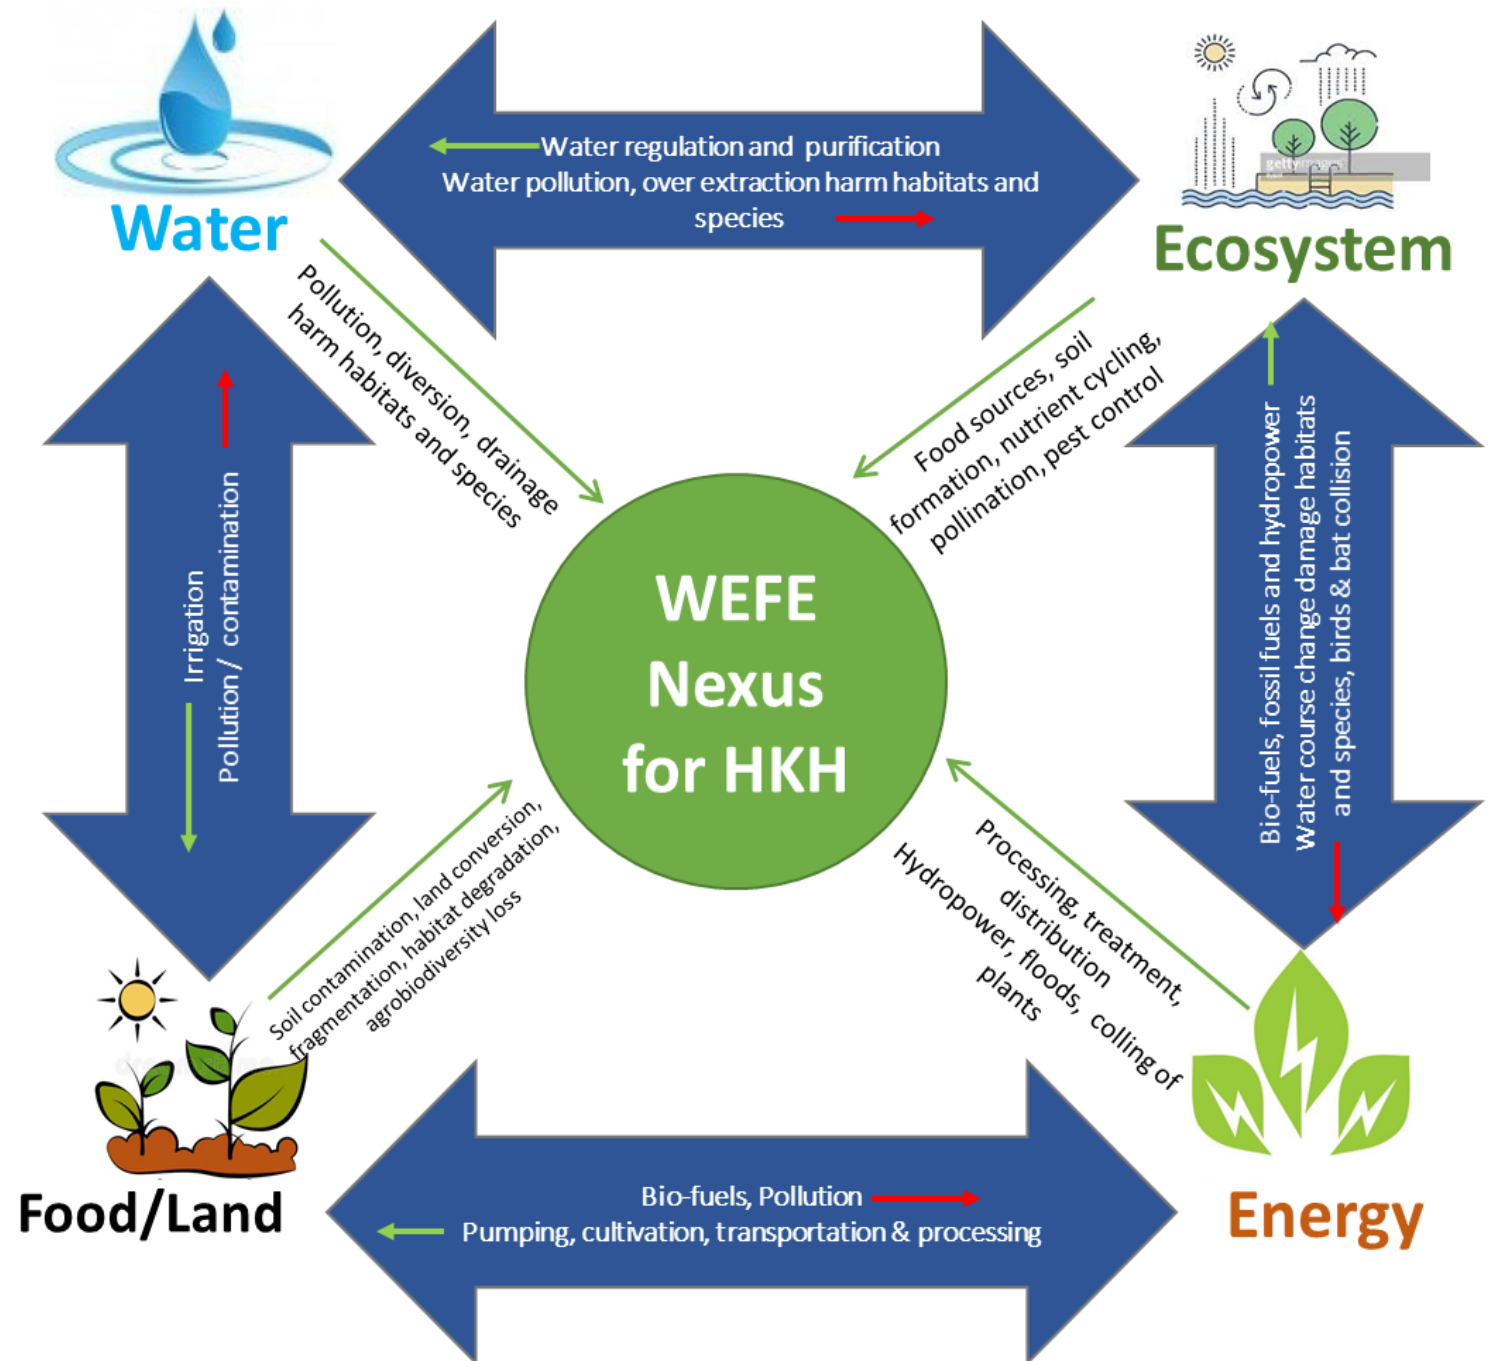 Water regulation and purification
Water pollution, over extraction harm habitats and
species
gettyimages
Water
Ecosystem
Pollution, diversion, drainage
harm habitats and species
Food sources, soil
formation, nutrient cycling,
pollination, pest control
Irrigation
Pollution / contamination
WEFE
Nexus
for HKH
Bio-fuels, fossil fuels and hydropower
Water course change damage habitats
and species, birds & bat collision
Soil contamination, land conversion,
fragmentation, habitat degradation,
agrobiodiversity loss
Processing, treatment,
distribution
Hydropower, floods, colling of
plants
Food/Land
Bio-fuels, Pollution
Pumping, cultivation, transportation & processing
Energy